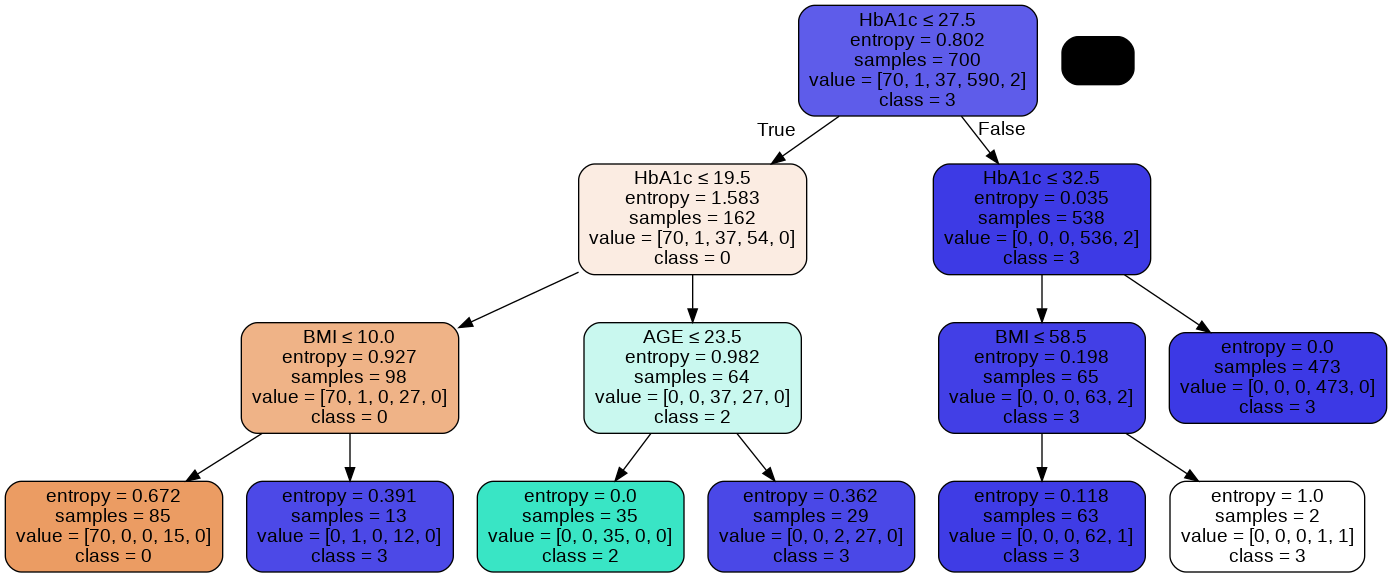 HbA1c ≤ 27.5
entropy = 0.802
samples = 700
value = [70, 1, 37, 590, 2]
class = 3
True
False
HbA1c ≤ 19.5
entropy = 1.583
samples = 162
value = [70, 1, 37, 54, 0]
class = 0
HbA1c ≤ 32.5
entropy = 0.035
samples = 538
value = [0, 0, 0, 536, 2]
class = 3
BMI ≤ 10.0
entropy = 0.927
samples = 98
value = [70, 1, 0, 27, 0]
class = 0
AGE ≤ 23.5
entropy = 0.982
samples = 64
value = [0, 0, 37, 27, 0]
class = 2
BMI ≤ 58.5
entropy = 0.198
samples = 65
value = [0, 0, 0, 63, 2]
class = 3
entropy = 0.0
samples = 473
value = [0, 0, 0, 473, 0]
class = 3
entropy = 0.672
samples = 85
value = [70, 0, 0, 15, 0]
class = 0
entropy = 0.391
samples = 13
value = [0, 1, 0, 12, 0]
class = 3
entropy = 0.0
samples = 35
value = [0, 0, 35, 0, 0]
class = 2
entropy = 0.362
samples = 29
value = [0, 0, 2, 27, 0]
class = 3
entropy = 0.118
samples = 63
value = [0, 0, 0, 62, 1]
class = 3
entropy = 1.0
samples = 2
value = [0, 0, 0, 1, 1]
class = 3